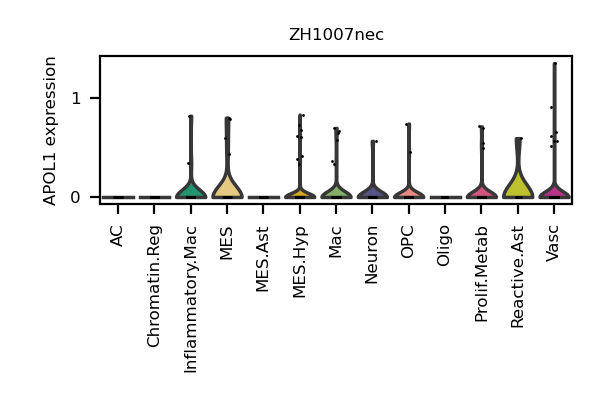 ZH1007nec
APOL1 expression
1
0
AC
Chromatin.Reg
Inflammatory.Mac
MES
MES.Ast
MES.Hyp
Mac
Neuron
OPC
Oligo
Prolif.Metab
Reactive.Ast
Vasc